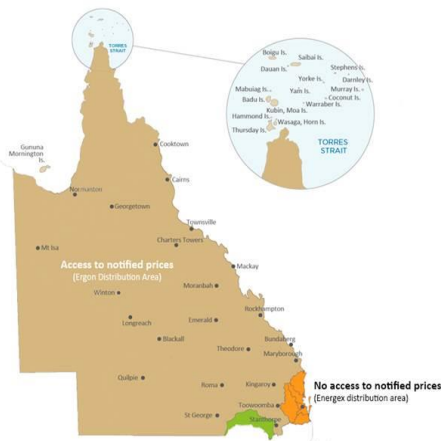 TORRES
STRAIT
Boigu Is.
Saibai Is.
Dauan Is.
Stephens Is.
Yorke Is.
Darnley Is.
Mabuiag Is.
Yam Is.
Murray Is.
Badu Is.
Coconut Is.
Warraber Is.
Kubin, Moa Is.
Hammond Is.
Wasaga, Horn Is.
Thursday Is.
TORRES
STRAIT
Gununa
Mornington
Is.
Cooktown
Cairns
Normanton
Georgetown
Townsville
Charters Towers
Mt Isa
Access to notified prices
(Ergon Distribution Area)
Mackay
Moranbah
Winton
Rockhampton
Longreach
Emerald
Blackall
Bundaberg
Theodore
Maryborough
Quilpie
Roma
Kingaroy
No access to notified prices
(Energex distribution area)
Toowoomba
St George
Stanthorpe